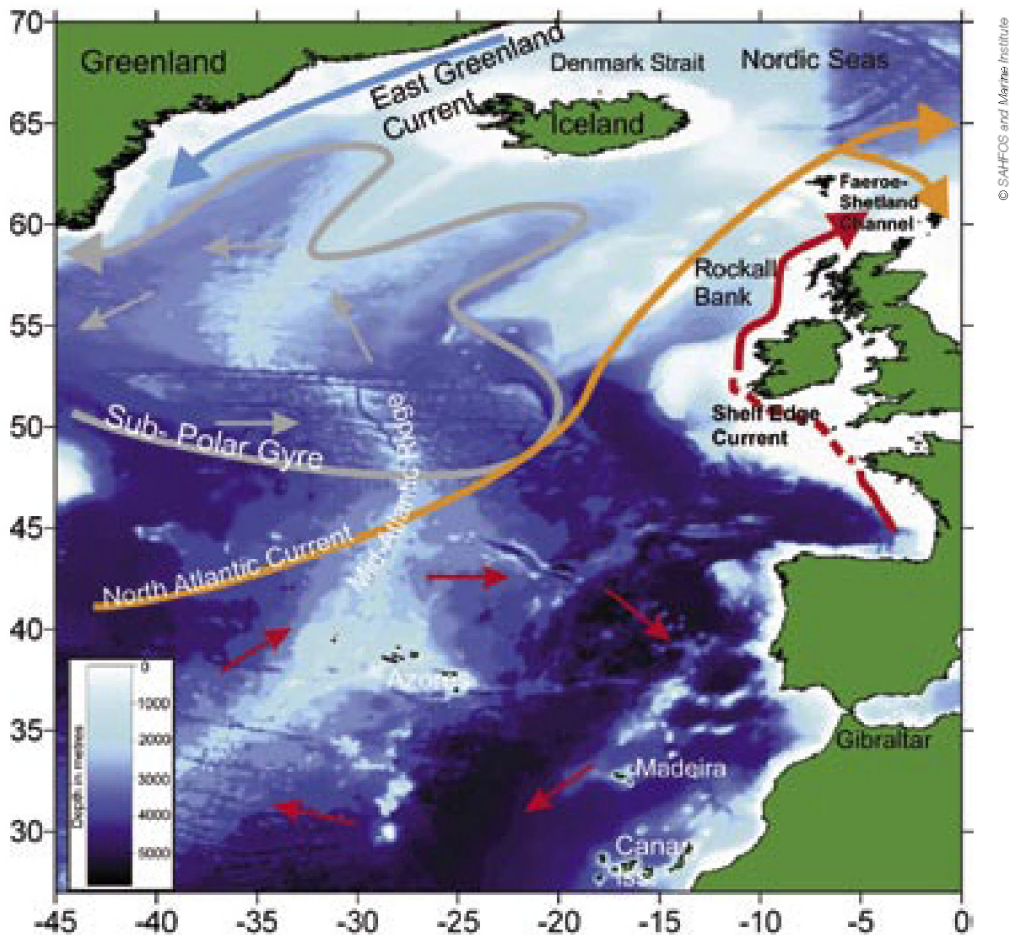 70
65
60
55
50
45
40
35
30
-45
-40
-35
-30
-25
-20
-15
-10
-5
0
Greenland
East Greenland
Current
Denmark Strait
Nordic Seas
Iceland
Faeroe-
Shetland
Channel
Rockall
Bank
Shelf Edge
Current
Sub- Polar Gyre
Mid-Atlantic Ridge
North Atlantic Current
Azores
Gibraltar
Madeira
Canary
Iss.
Depth in metres
0
1000
2000
3000
4000
5000
© SAHFOS and Marine Institute